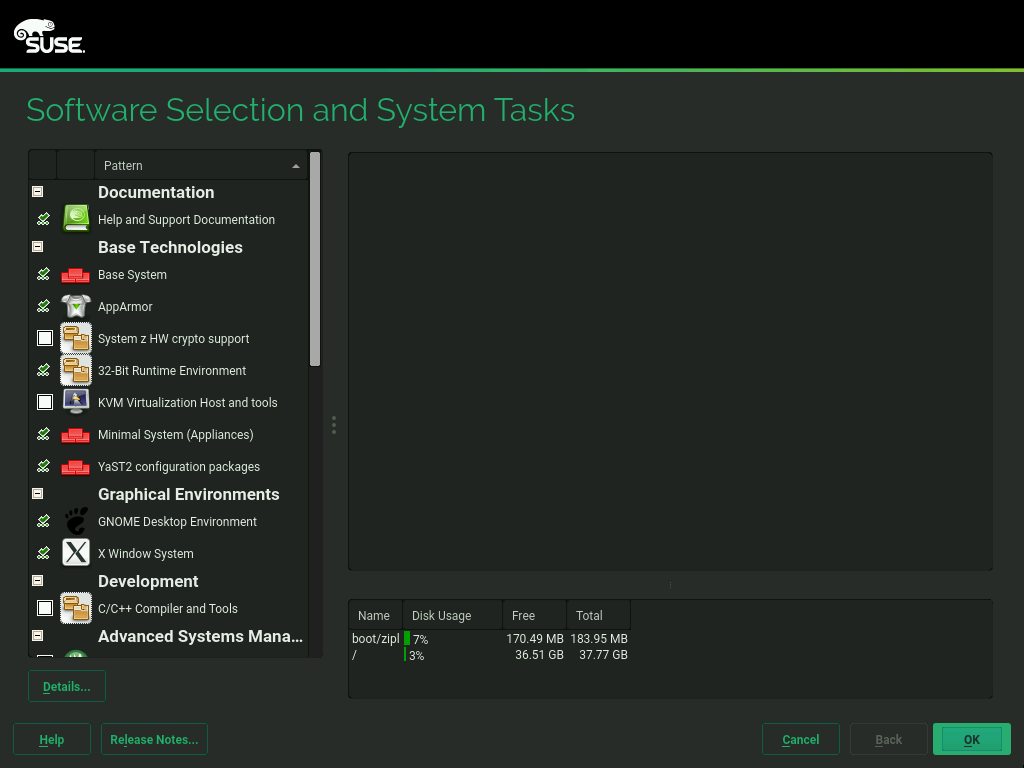 SUSE
Software Selection and System Tasks
Pattern
Documentation
Help and Support Documentation
Base Technologies
Base System
AppArmor
System z HW crypto support
32-Bit Runtime Environment
KVM Virtualization Host and tools
Minimal System (Appliances)
YaST2 configuration packages
Graphical Environments
GNOME Desktop Environment
X Window System
Development
C/C++ Compiler and Tools
Advanced Systems Mana...
Name Disk Usage Free Total
boot/zipl 7% 170.49 MB 183.95 MB
/ 3% 36.51 GB 37.77 GB
Details...
Help Release Notes... Cancel Back OK